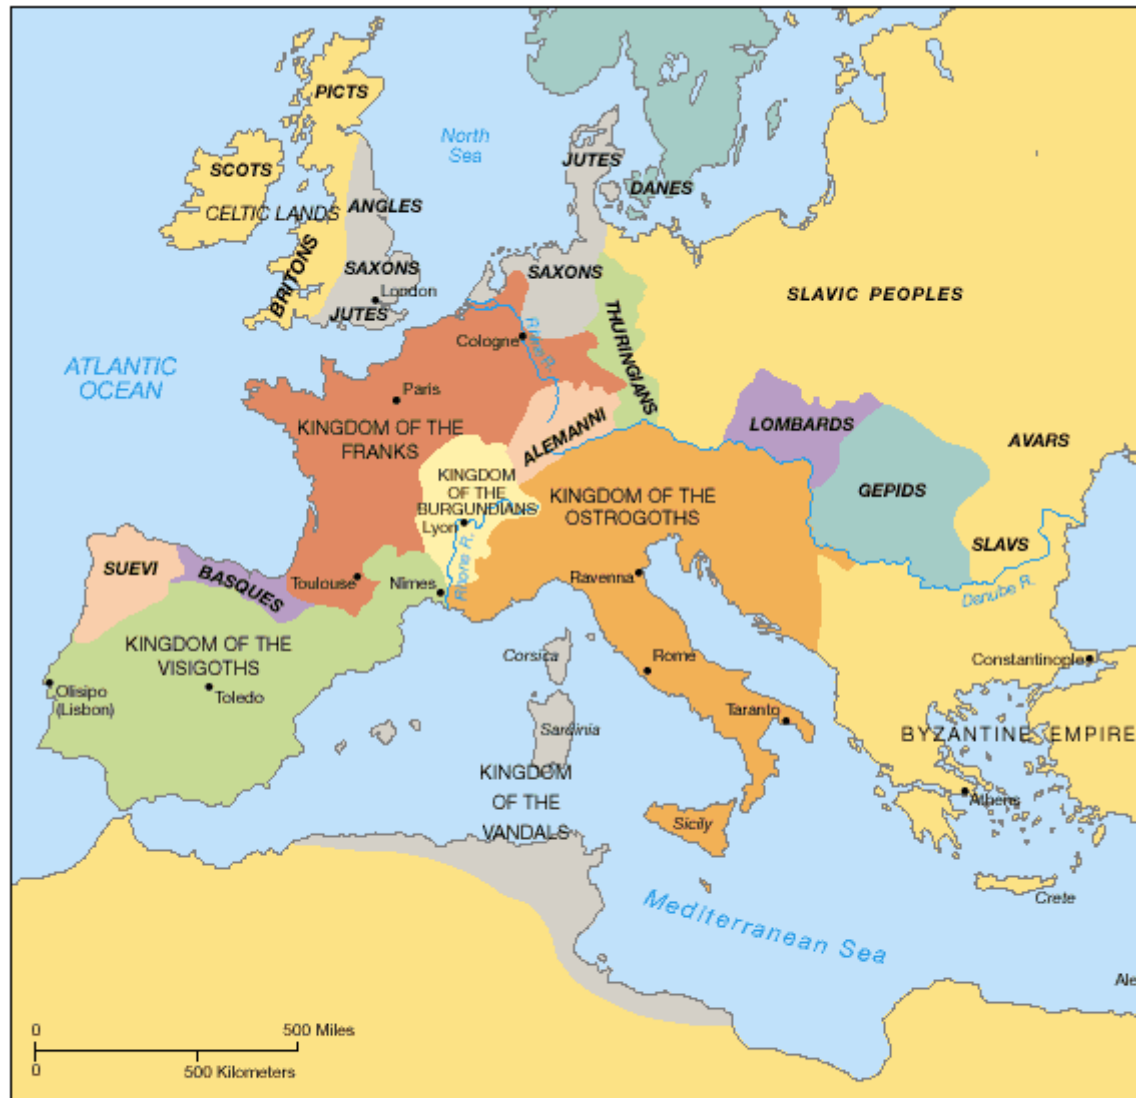 PICTS
North
Sea
JUTES
SCOTS
DANES
CELTIC LANDS
ANGLES
BRITONS
SAXONS
SAXONS
London
JUTES
SLAVIC PEOPLES
THURINGIANS
Rhine R.
Cologne
ATLANTIC
OCEAN
Paris
KINGDOM OF THE
FRANKS
ALEMANNI
LOMBARDS
AVARS
KINGDOM
OF THE
BURGUNDIANS
Lyon
Rhone R.
KINGDOM OF THE
OSTROGOTHS
GEPIDS
SLAVS
SUEVI
BASQUES
Toulouse
Nimes
Ravenna
Danube R.
KINGDOM OF THE
VISIGOTHS
Corsica
Rome
Constantinople
Olisipo
(Lisbon)
Toledo
Sardinia
Taranto
BYZANTINE EMPIRE
KINGDOM
OF THE
VANDALS
Athens
Sicily
Crete
Mediterranean Sea
Ale
0
500 Miles
0
500 Kilometers